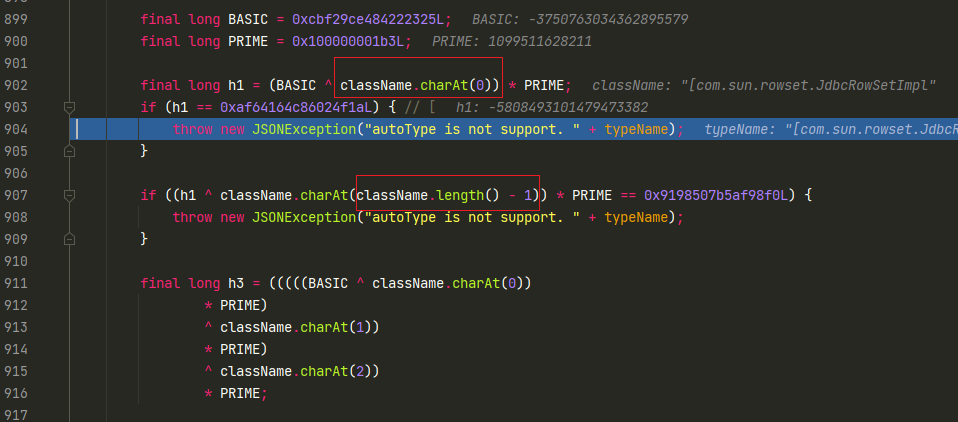 899 final long BASIC = 0xcbf29ce484222325L; BASIC: -3750763034362895579
900 final long PRIME = 0x100000001b3L; PRIME: 1099511628211
901
902 final long h1 = (BASIC ^ className.charAt(0)) * PRIME; className: "[com.sun.rowset.JdbcRowSetImpl"
903 if (h1 == 0xaf64164c86024f1aL) { // [ h1: -5808493101479473382
904 throw new JSONException("autoType is not support. " + typeName); typeName: "[com.sun.rowset.JdbcR
905 }
906
907 if ((h1 ^ className.charAt(className.length() - 1)) * PRIME == 0x9198507b5af98f0L) {
908 throw new JSONException("autoType is not support. " + typeName);
909 }
910
911 final long h3 = (((((BASIC ^ className.charAt(0))
912 * PRIME)
913 ^ className.charAt(1))
914 * PRIME)
915 ^ className.charAt(2))
916 * PRIME;
917